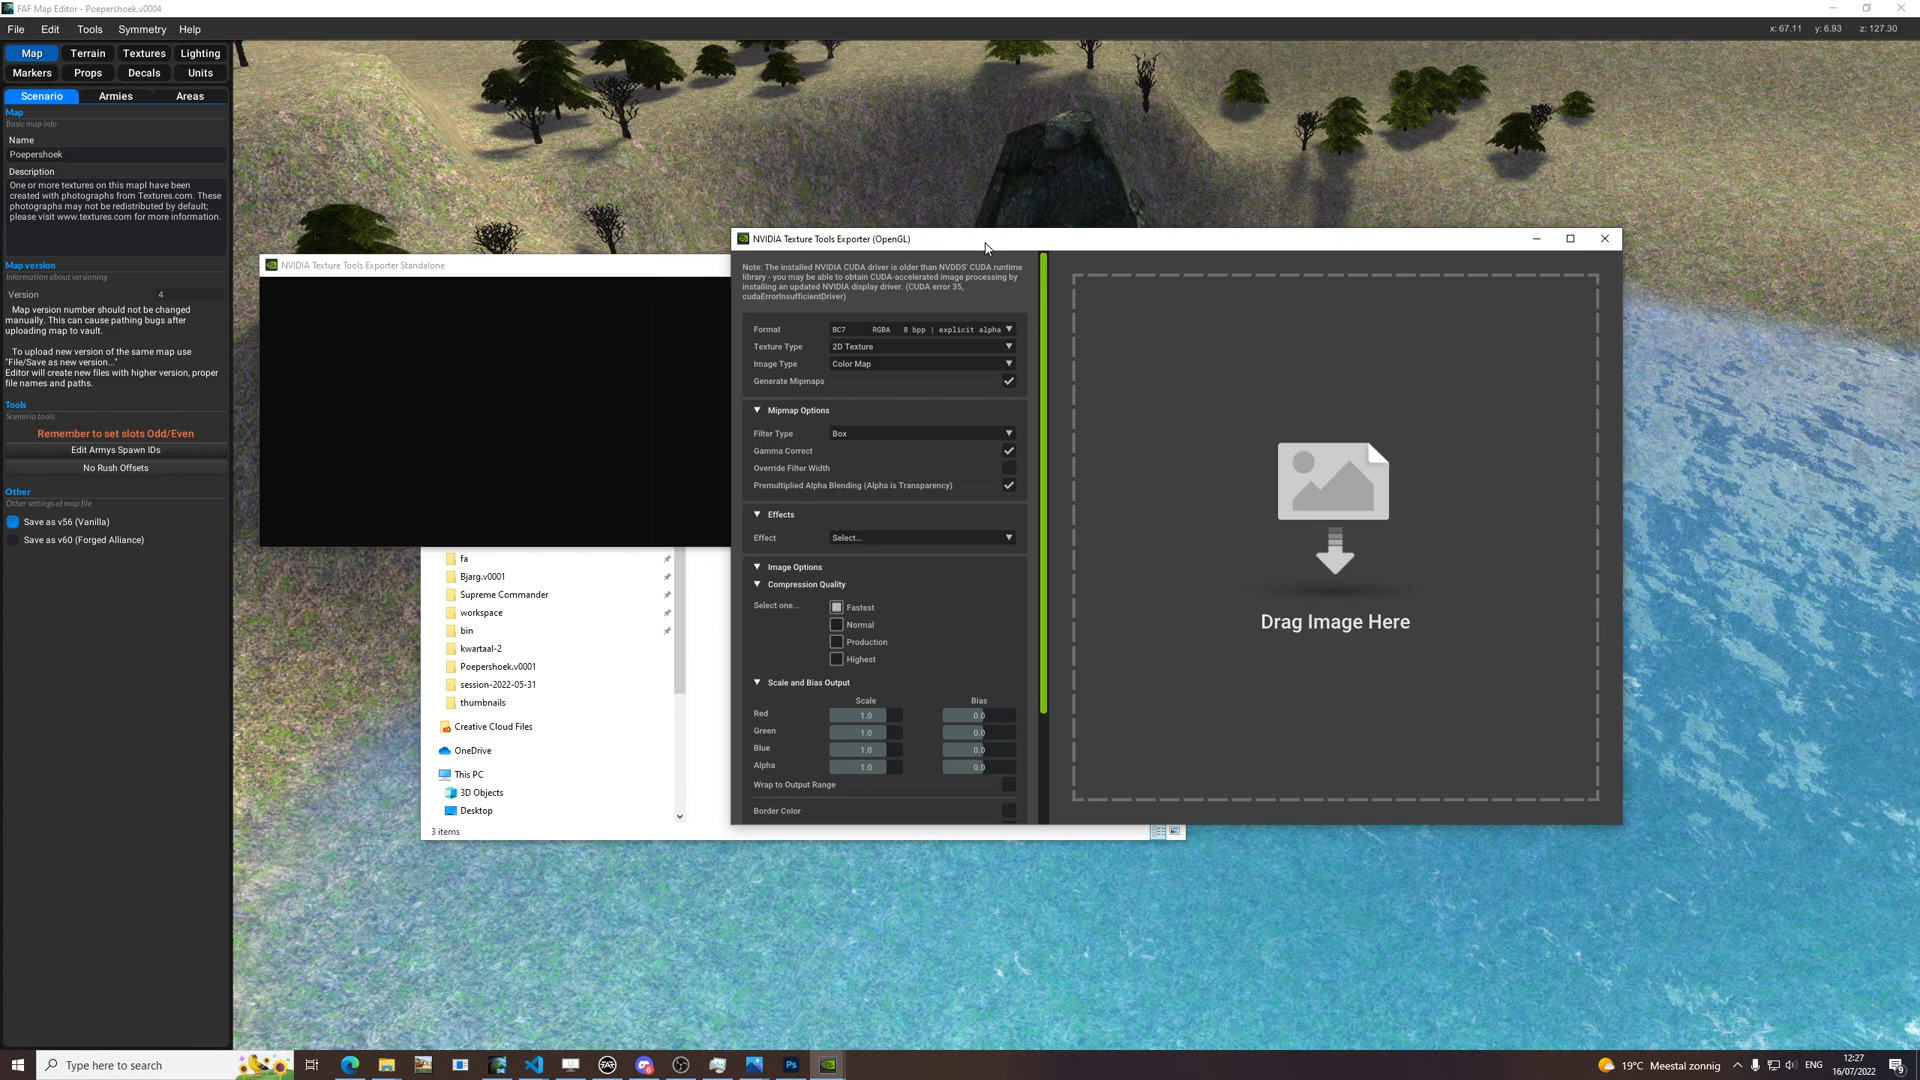 FAF Map Editor - Poepershoek.v0004
File Edit Tools Symmetry Help
x: 67.11 y: 6.93 z: 127.30
Map Terrain Textures Lighting
Markers Props Decals Units
Scenario Armies Areas
Map
Basic map info
Name
Poepershoek
Description
One or more textures on this mapl have been
created with photographs from Textures.com. These
photographs may not be redistributed by default;
please visit www.textures.com for more information.
Map version
Information about versioning
Version 4
Map version number should not be changed
manually. This can cause pathing bugs after
uploading map to vault.
To upload new version of the same map use
"File/Save as new version..."
Editor will create new files with higher version, proper
file names and paths.
Tools
Scenario tools
Remember to set slots Odd/Even
Edit Armys Spawn IDs
No Rush Offsets
Other
Other settings of map file
Save as v56 (Vanilla)
Save as v60 (Forged Alliance)
NVIDIA Texture Tools Exporter Standalone
fa
Bjarg.v0001
Supreme Commander
workspace
bin
kwartaal-2
Poepershoek.v0001
session-2022-05-31
thumbnails
Creative Cloud Files
OneDrive
This PC
3D Objects
Desktop
3 items
NVIDIA Texture Tools Exporter (OpenGL)
Note: The installed NVIDIA CUDA driver is older than NVDDS' CUDA runtime
library - you may be able to obtain CUDA-accelerated image processing by
installing an updated NVIDIA display driver. (CUDA error 35,
cudaErrorInsufficientDriver)
Format BC7 RGBA 8 bpp | explicit alpha
Texture Type 2D Texture
Image Type Color Map
Generate Mipmaps
Mipmap Options
Filter Type Box
Gamma Correct
Override Filter Width
Premultiplied Alpha Blending (Alpha is Transparency)
Effects
Effect Select...
Image Options
Compression Quality
Select one... Fastest
Normal
Production
Highest
Scale and Bias Output
Scale Bias
Red 1.0 0.0
Green 1.0 0.0
Blue 1.0 0.0
Alpha 1.0 0.0
Wrap to Output Range
Border Color
Drag Image Here
Type here to search
Ps
19°C Meestal zonnig
ENG
12:27
16/07/2022